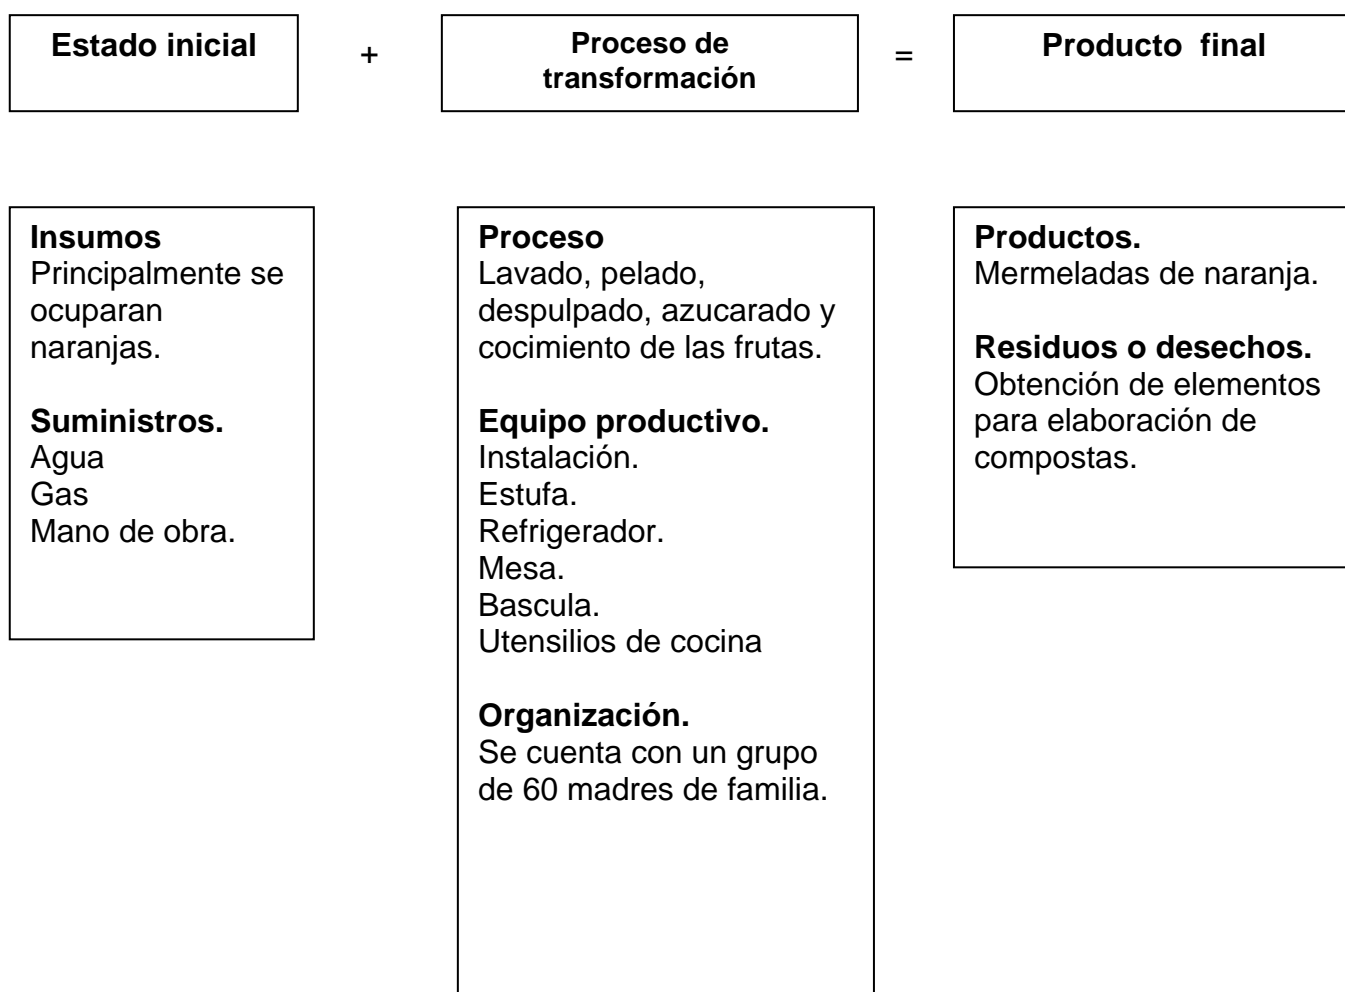 Estado inicial
+
Proceso de
transformación
=
Producto  final
Insumos
Principalmente se
ocuparan
naranjas.
Suministros.
Agua
Gas
Mano de obra.
Proceso
Lavado, pelado,
despulpado, azucarado y
cocimiento de las frutas.
Equipo productivo.
Instalación.
Estufa.
Refrigerador.
Mesa.
Bascula.
Utensilios de cocina
Organización.
Se cuenta con un grupo
de 60 madres de familia.
Productos.
Mermeladas de naranja.
Residuos o desechos.
Obtención de elementos
para elaboración de
compostas.